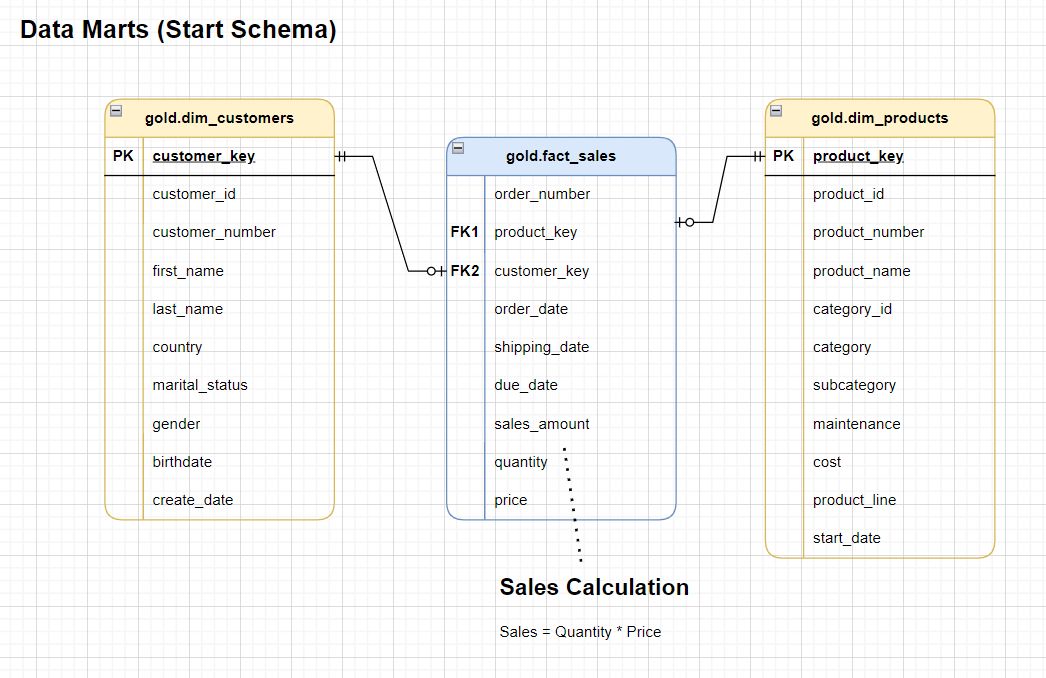 Data Marts (Start Schema)
gold.dim_customers
PK customer_key
customer_id
customer_number
first_name
last_name
country
marital_status
gender
birthdate
create_date
gold.fact_sales
order_number
FK1 product_key
FK2 customer_key
order_date
shipping_date
due_date
sales_amount
quantity
price
gold.dim_products
PK product_key
product_id
product_number
product_name
category_id
category
subcategory
maintenance
cost
product_line
start_date
Sales Calculation
Sales = Quantity * Price